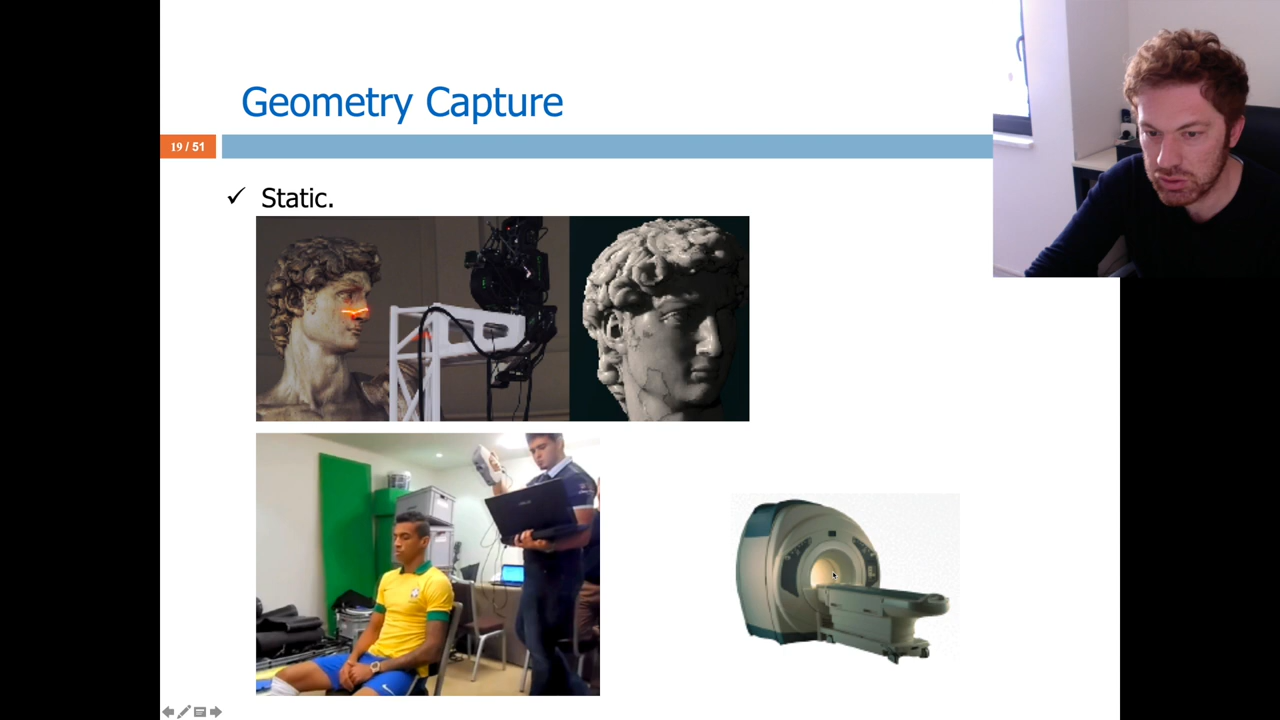 Geometry Capture
19 / 51
✓ Static.